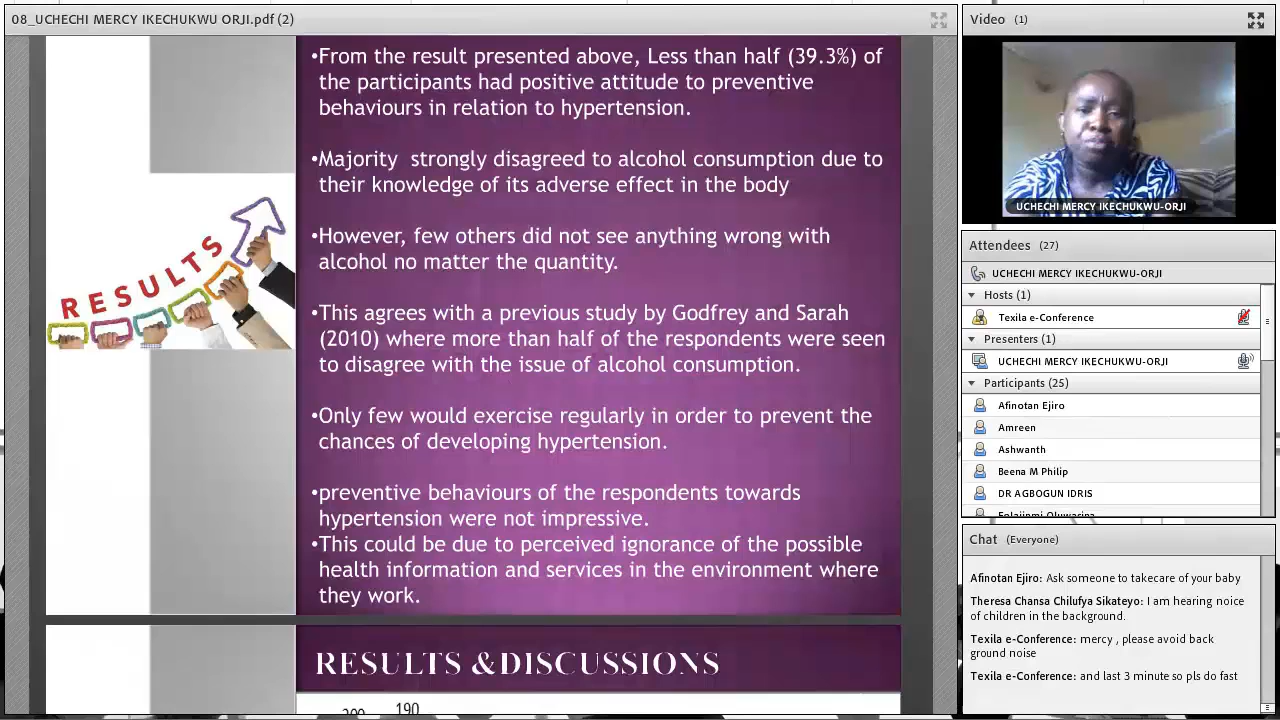 08_UCHECHI MERCY IKECHUKWU ORJI.pdf (2)
•From the result presented above, Less than half (39.3%) of
the participants had positive attitude to preventive
behaviours in relation to hypertension.
•Majority strongly disagreed to alcohol consumption due to
their knowledge of its adverse effect in the body
•However, few others did not see anything wrong with
alcohol no matter the quantity.
•This agrees with a previous study by Godfrey and Sarah
(2010) where more than half of the respondents were seen
to disagree with the issue of alcohol consumption.
•Only few would exercise regularly in order to prevent the
chances of developing hypertension.
•preventive behaviours of the respondents towards
hypertension were not impressive.
•This could be due to perceived ignorance of the possible
health information and services in the environment where
they work.
RESULTS
RESULTS &DISCUSSIONS
200
190
Video (1)
UCHECHI MERCY IKECHUKWU-ORJI
Attendees (27)
UCHECHI MERCY IKECHUKWU-ORJI
Hosts (1)
Texila e-Conference
Presenters (1)
UCHECHI MERCY IKECHUKWU-ORJI
Participants (25)
Afinotan Ejiro
Amreen
Ashwanth
Beena M Philip
DR AGBOGUN IDRIS
Chat (Everyone)
Afinotan Ejiro: Ask someone to takecare of your baby
Theresa Chansa Chilufya Sikateyo: I am hearing noice
of children in the background.
Texila e-Conference: mercy , please avoid back
ground noise
Texila e-Conference: and last 3 minute so pls do fast